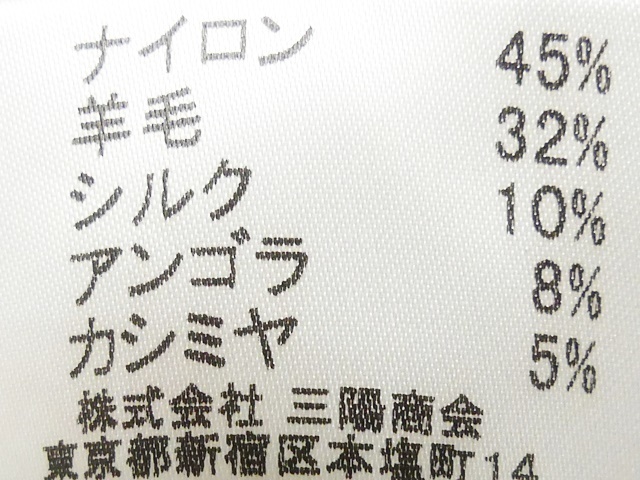 ナイロン 45%
羊毛 32%
シルク 10%
アンゴラ 8%
カシミヤ 5%
株式会社 三陽商会
東京都新宿区本塩町14